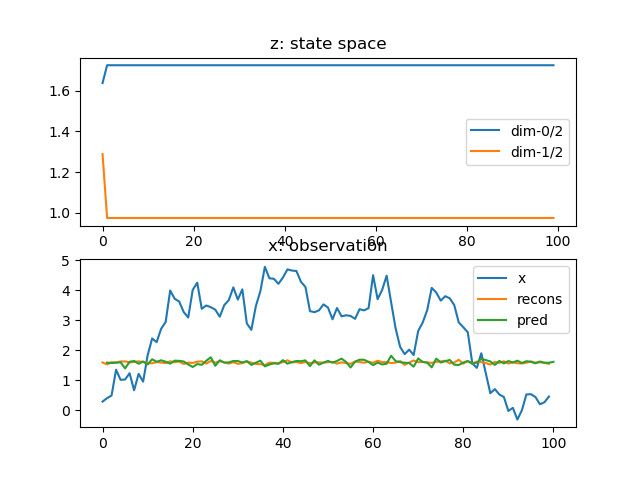 z: state space
1.6
1.4
1.2
1.0
dim-0/2
dim-1/2
0 20 40 60 80 100
x: observation
5
4
3
2
1
0
x
recons
pred
0 20 40 60 80 100